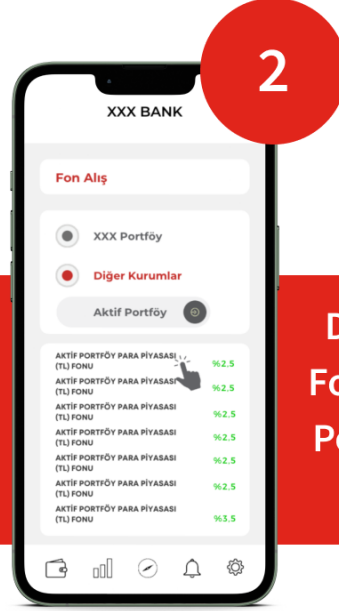 2
XXX BANK
Fon Alış
XXX Portföy
Diğer Kurumlar
Aktif Portföy
AKTİF PORTFÖY PARA PİYASASI
(TL) FONU
%2.5
AKTİF PORTFÖY PARA PİYASASI
(TL) FONU
%2.5
AKTİF PORTFÖY PARA PİYASASI
(TL) FONU
%2.5
AKTİF PORTFÖY PARA PİYASASI
(TL) FONU
%2.5
AKTİF PORTFÖY PARA PİYASASI
(TL) FONU
%2.5
AKTİF PORTFÖY PARA PİYASASI
(TL) FONU
%2.5
AKTİF PORTFÖY PARA PİYASASI
(TL) FONU
%3.5